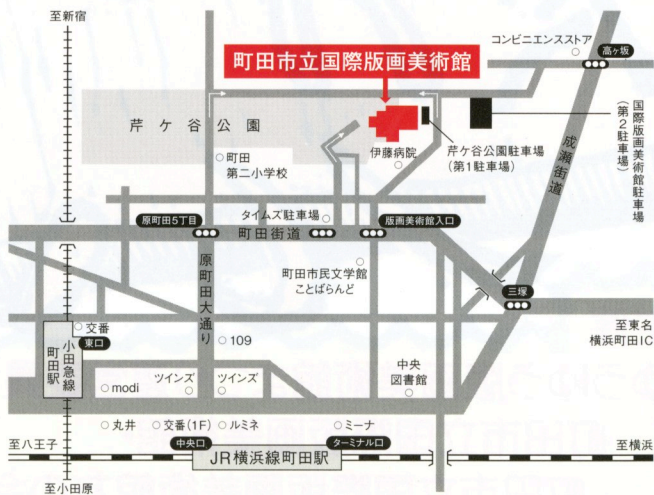 至新宿
コンビニエンスストア
高ヶ坂
町田市立国際版画美術館
芹ケ谷公園
町田
第二小学校
伊藤病院
芹ケ谷公園駐車場
(第1駐車場)
国際版画美術館駐車場
(第2駐車場)
成瀬街道
原町田5丁目
タイムズ駐車場
町田街道
版画美術館入口
原町田大通り
町田市民文学館
ことばらんど
三塚
至東名
横浜町田IC
交番
東口
小田急線
町田駅
109
中央
図書館
modi
ツインズ
ツインズ
丸井
交番(1F)
ルミネ
ミーナ
至八王子
中央口
ターミナル口
至横浜
JR横浜線町田駅
至小田原